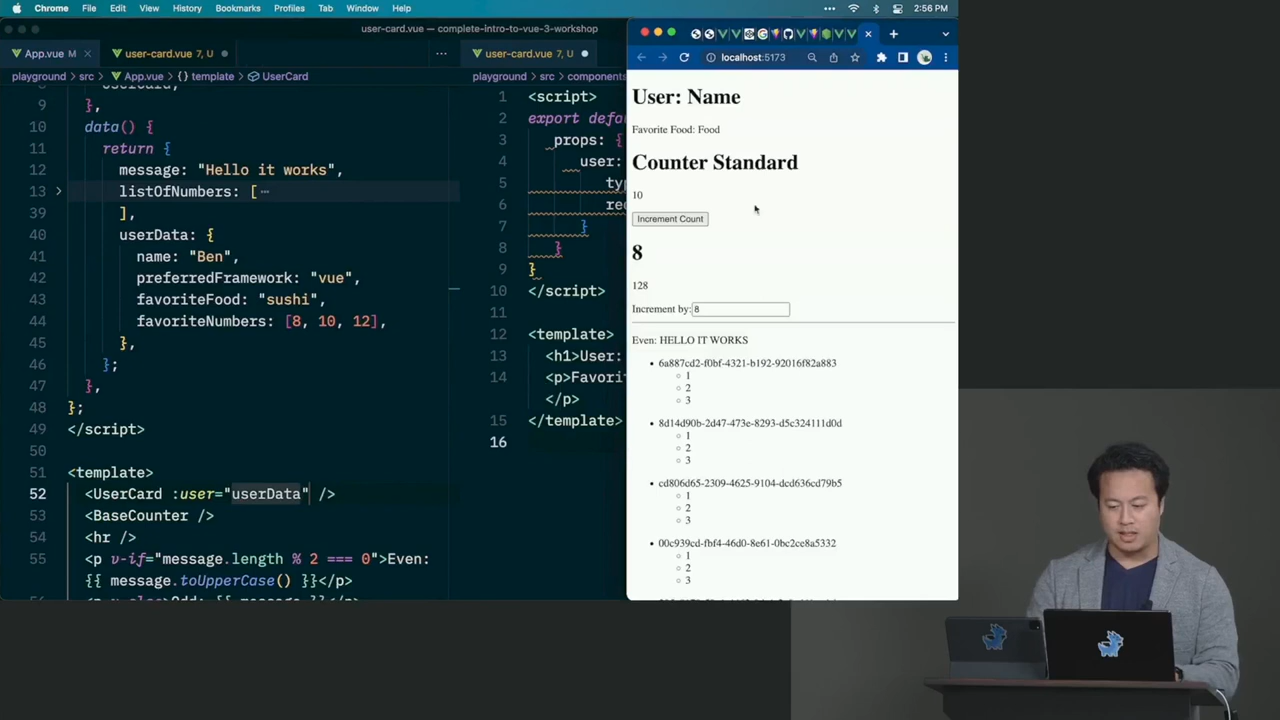 Chrome File Edit View History Bookmarks Profiles Tab Window Help 2:56 PM
user-card.vue — complete-intro-to-vue-3-workshop
App.vue M
user-card.vue 7, U
user-card.vue 7, U
playground > src > App.vue > {} template > UserCard
playground > src > components
9 },
10 data() {
11 return {
12 message: "Hello it works",
13 listOfNumbers: [
39 ],
40 userData: {
41 name: "Ben",
42 preferredFramework: "vue",
43 favoriteFood: "sushi",
44 favoriteNumbers: [8, 10, 12],
45 },
46 };
47 },
48 };
49 </script>
50
51 <template>
52 <UserCard :user="userData" />
53 <BaseCounter />
54 <hr />
55 <p v-if="message.length % 2 === 0">Even:
{{ message.toUpperCase() }}</p>
1 <script>
2 export defa
3 props: {
4 user:
5 typ
6 re
7 }
8 }
9 }
10 </script>
11
12 <template>
13 <h1>User:
14 <p>Favori
</p>
15 </template>
16
localhost:5173
User: Name
Favorite Food: Food
Counter Standard
10
Increment Count
8
128
Increment by: 8
Even: HELLO IT WORKS
6a887cd2-f0bf-4321-b192-92016f82a883
1
2
3
8d14d90b-2d47-473e-8293-d5c324111d0d
1
2
3
cd806d65-2309-4625-9104-dcd636cd79b5
1
2
3
00c939cd-fbf4-46d0-8e61-0bc2ce8a5332
1
2
3